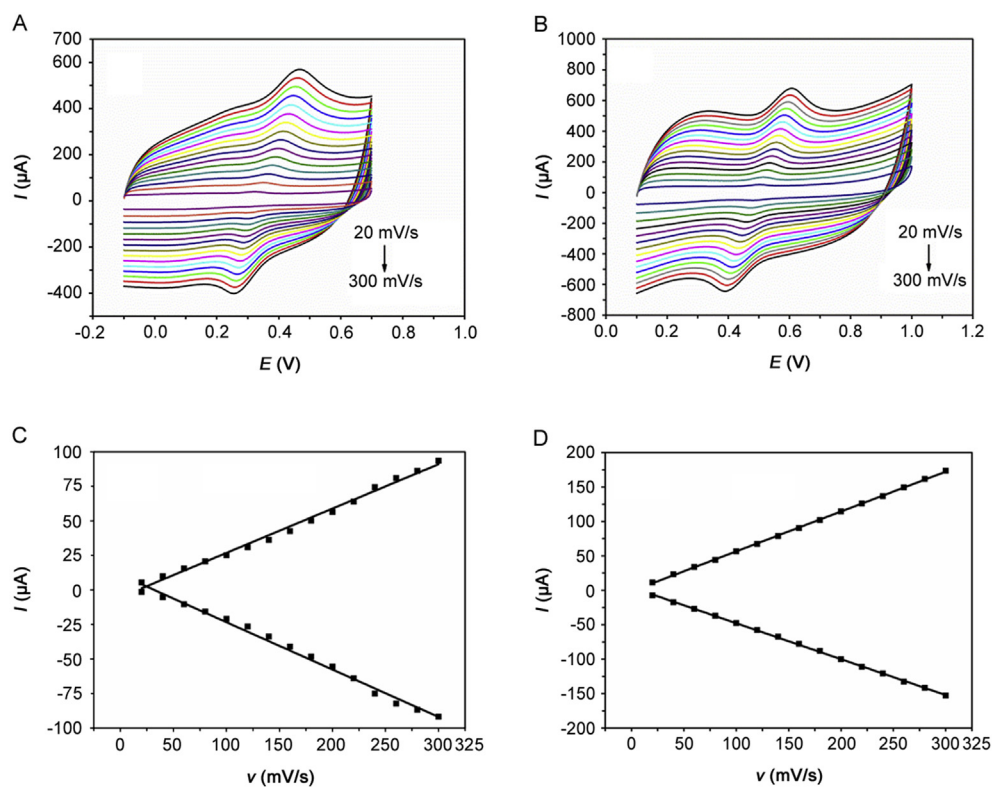 A
700
600
400
200
0
-200
-400
I (μA)
-0.2 0.0 0.2 0.4 0.6 0.8 1.0
E (V)
20 mV/s
300 mV/s
B
1000
800
600
400
200
0
-200
-400
-600
-800
I (μA)
0.0 0.2 0.4 0.6 0.8 1.0 1.2
E (V)
20 mV/s
300 mV/s
C
100
75
50
25
0
-25
-50
-75
-100
I (μA)
0 50 100 150 200 250 300 325
v (mV/s)
D
200
150
100
50
0
-50
-100
-150
-200
I (μA)
0 50 100 150 200 250 300 325
v (mV/s)